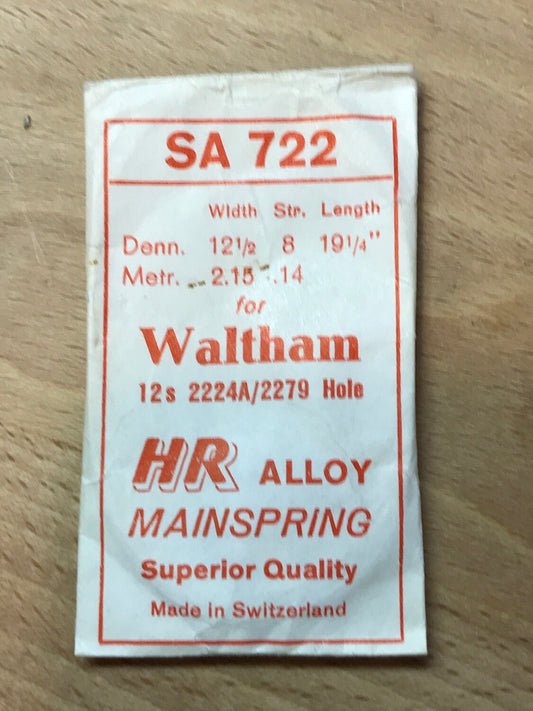 SA 722
Width Str. Length
Denn. 12½ 8 19¼"
Metr. 2.15 .14
for
Waltham
12s 2224A/2279 Hole
HR ALLOY
MAINSPRING
Superior Quality
Made in Switzerland